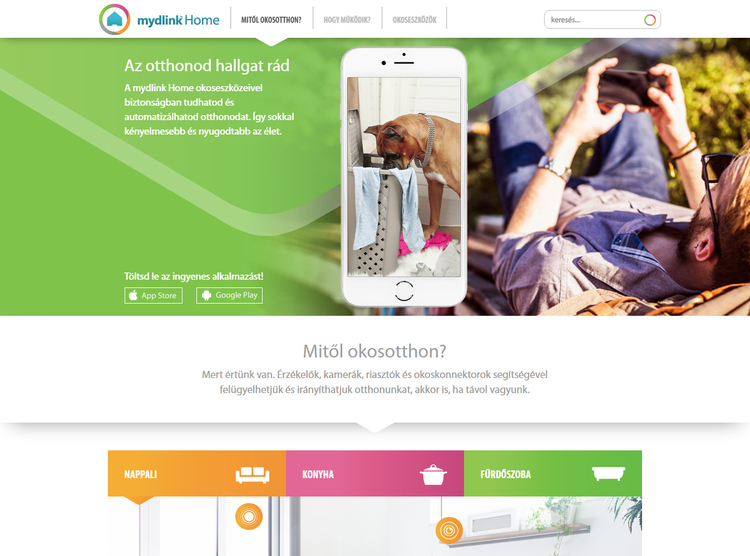 mydlink Home
MITŐL OKOSOTTHON?
HOGY MŰKÖDIK?
OKOSESZKÖZÖK
keresés...
Az otthonod hallgat rád
A mydlink Home okoseszközeivel
biztonságban tudhatod és
automatizálhatod otthonodat. Így sokkal
kényelmesebb és nyugodtabb az élet.
Töltsd le az ingyenes alkalmazást!
App Store
Google Play
Mitől okosotthon?
Mert értünk van. Érzékelők, kamerák, riasztók és okoskonnektorok segítségével
felügyelhetjük és irányíthatjuk otthonunkat, akkor is, ha távol vagyunk.
NAPPALI
KONYHA
FÜRDŐSZOBA